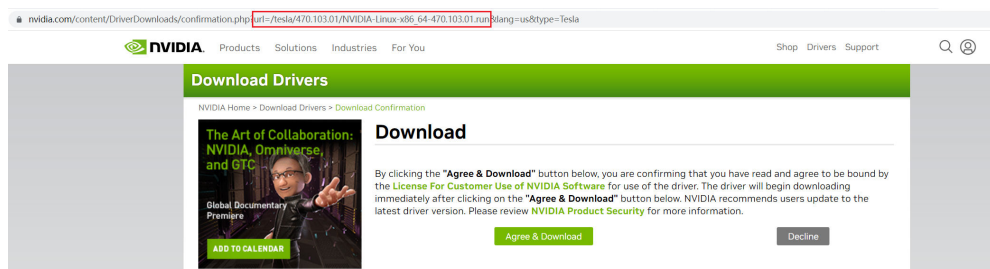 nvidia.com/content/DriverDownloads/confirmation.php?url=/tesla/470.103.01/NVIDIA-Linux-x86_64-470.103.01.run&lang=us&type=Tesla
NVIDIA. Products Solutions Industries For You Shop Drivers Support
Download Drivers
NVIDIA Home > Download Drivers > Download Confirmation
The Art of Collaboration:
NVIDIA, Omniverse,
and GTC
Global Documentary
Premiere
ADD TO CALENDAR
Download
By clicking the "Agree & Download" button below, you are confirming that you have read and agree to be bound by
the License For Customer Use of NVIDIA Software for use of the driver. The driver will begin downloading
immediately after clicking on the "Agree & Download" button below. NVIDIA recommends users update to the
latest driver version. Please review NVIDIA Product Security for more information.
Agree & Download Decline